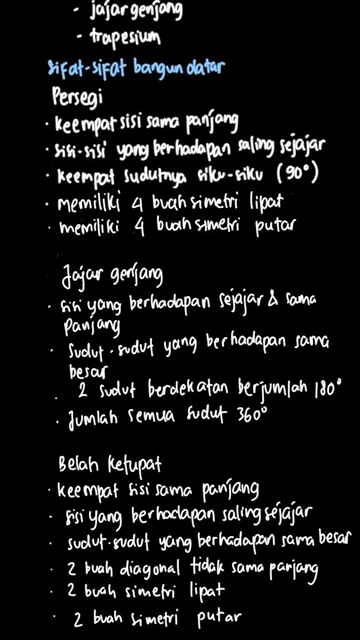 - jajar genjang
- trapesium
Sifat-sifat bangun datar
Persegi
· keempat sisi sama panjang
· sisi-sisi yang berhadapan saling sejajar
· keempat sudutnya siku-siku (90°)
· memiliki 4 buah simetri lipat
· memiliki 4 buah simetri putar
Jajar genjang
· sisi yang berhadapan sejajar & sama
panjang
· sudut-sudut yang berhadapan sama
besar
· 2 sudut berdekatan berjumlah 180°
· Jumlah semua sudut 360°
Belah ketupat
· keempat sisi sama panjang
· sisi yang berhadapan saling sejajar
· sudut-sudut yang berhadapan sama besar
· 2 buah diagonal tidak sama panjang
· 2 buah simetri lipat
· 2 buah simetri putar